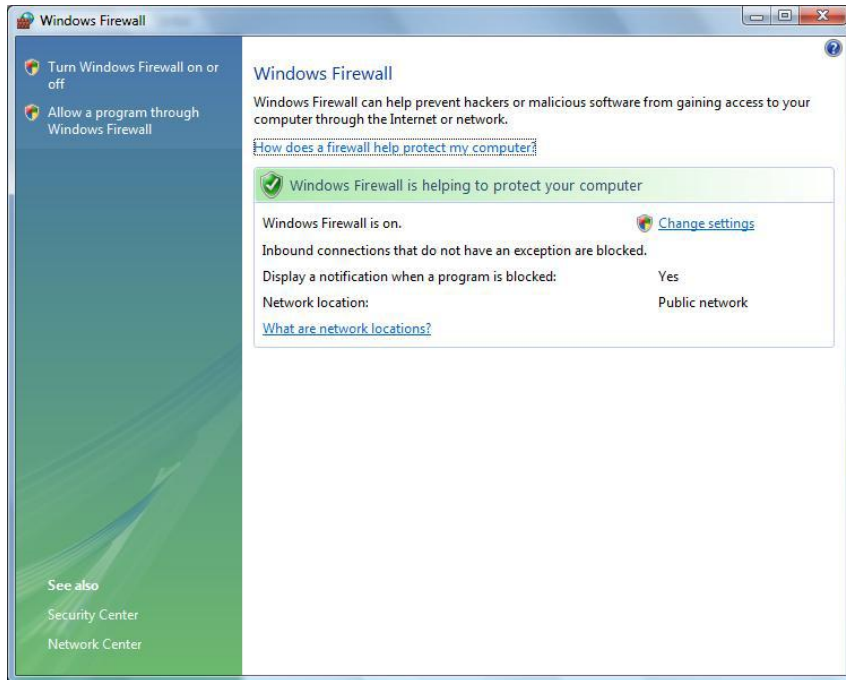 Windows Firewall
Turn Windows Firewall on or
off
Allow a program through
Windows Firewall
See also
Security Center
Network Center
Windows Firewall
Windows Firewall can help prevent hackers or malicious software from gaining access to your
computer through the Internet or network.
How does a firewall help protect my computer?
Windows Firewall is helping to protect your computer
Windows Firewall is on. Change settings
Inbound connections that do not have an exception are blocked.
Display a notification when a program is blocked: Yes
Network location: Public network
What are network locations?